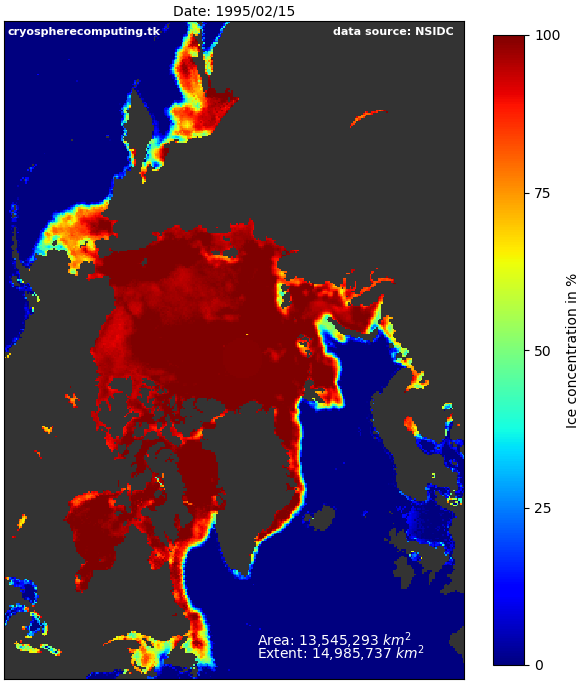 Date: 1995/02/15
cryospherecomputing.tk
data source: NSIDC
100
75
50
25
0
Ice concentration in %
Area: 13,545,293 km²
Extent: 14,985,737 km²